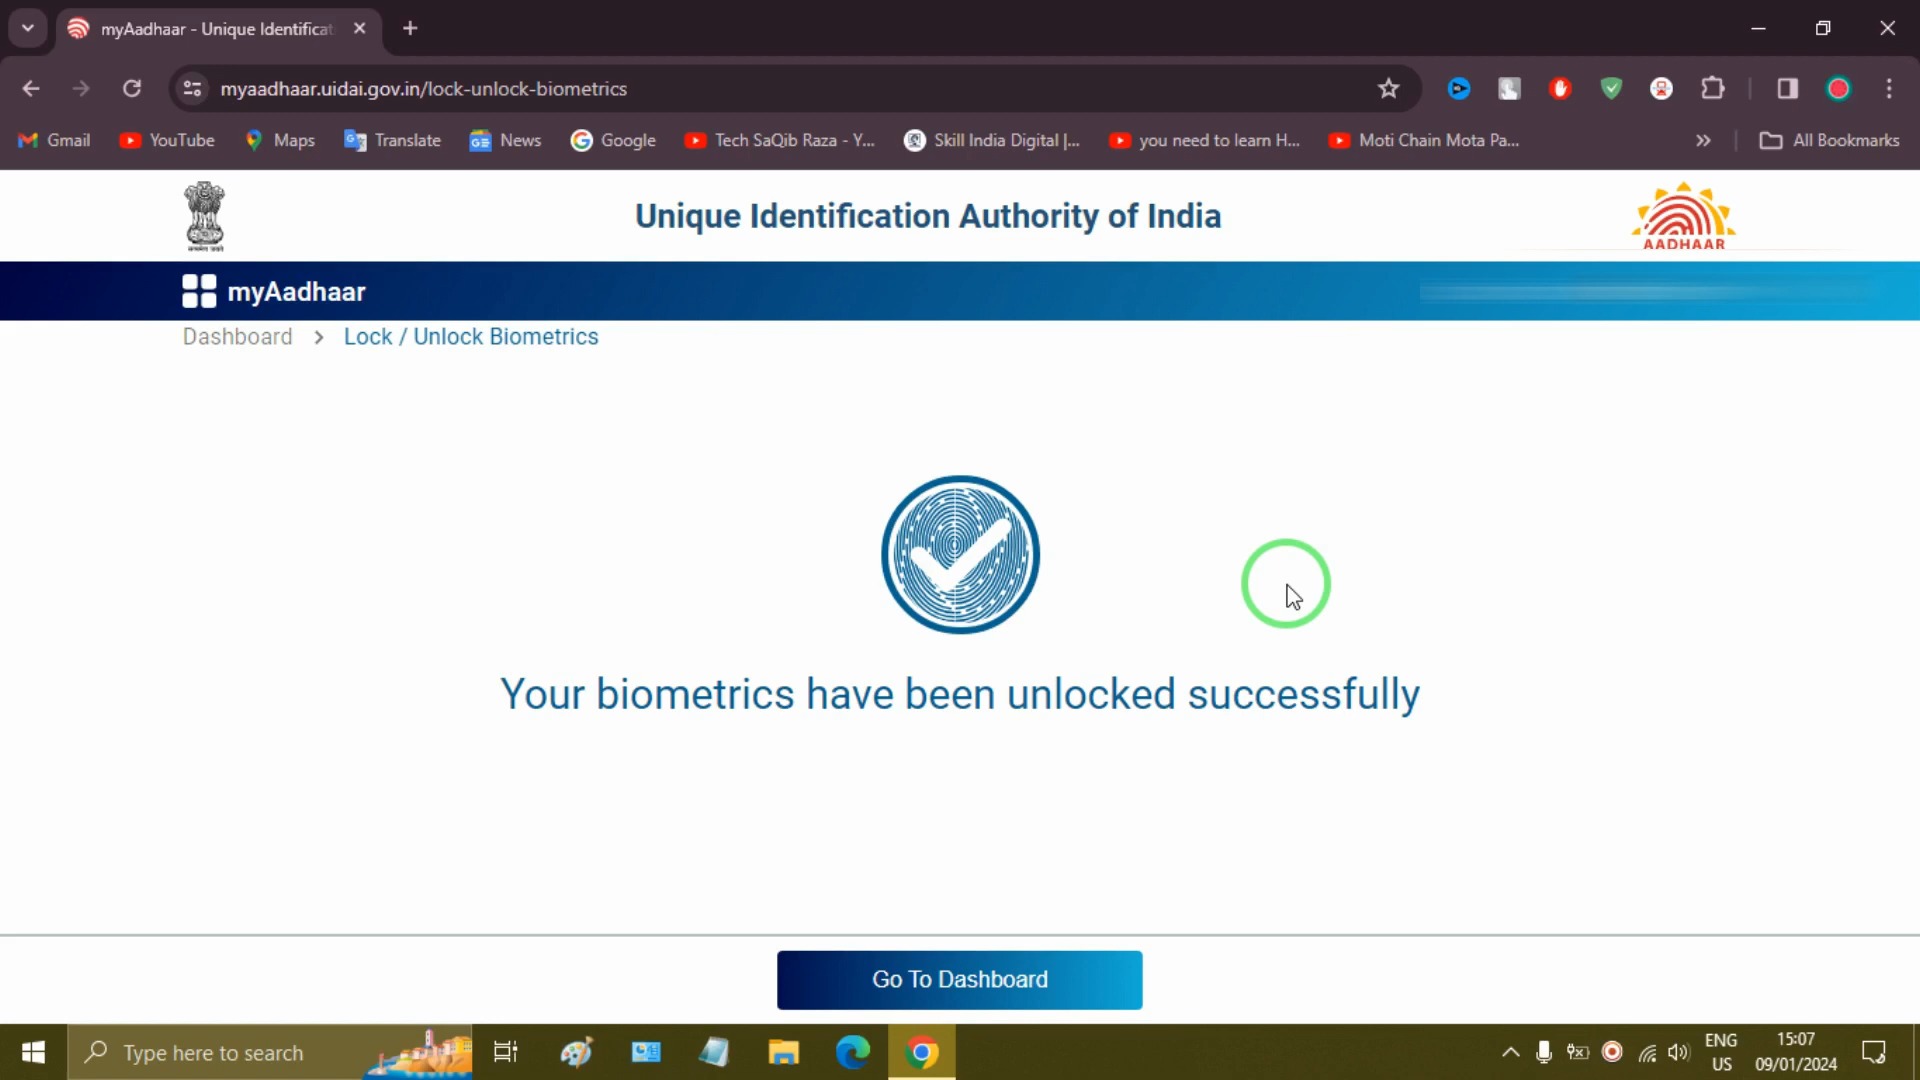 myAadhaar - Unique Identificat
myaadhaar.uidai.gov.in/lock-unlock-biometrics
Gmail YouTube Maps Translate News Google Tech SaQib Raza - Y... Skill India Digital |... you need to learn H... Moti Chain Mota Pa... All Bookmarks
Unique Identification Authority of India
AADHAAR
myAadhaar
Dashboard > Lock / Unlock Biometrics
Your biometrics have been unlocked successfully
Go To Dashboard
Type here to search
ENG
US
15:07
09/01/2024